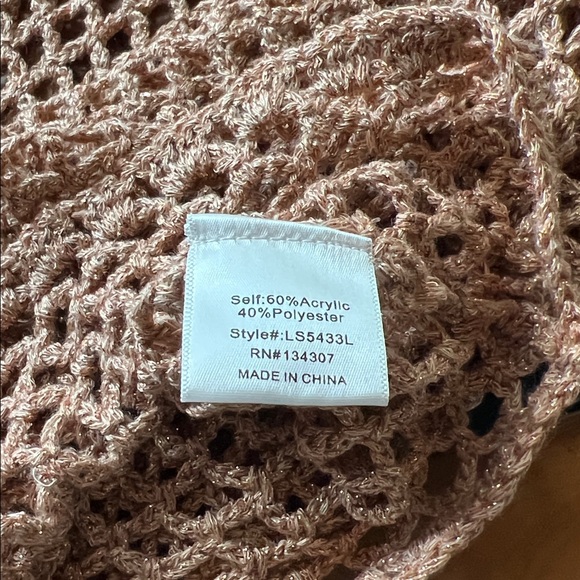 Self:60%Acrylic
40%Polyester
Style#:LS5433L
RN#134307
MADE IN CHINA